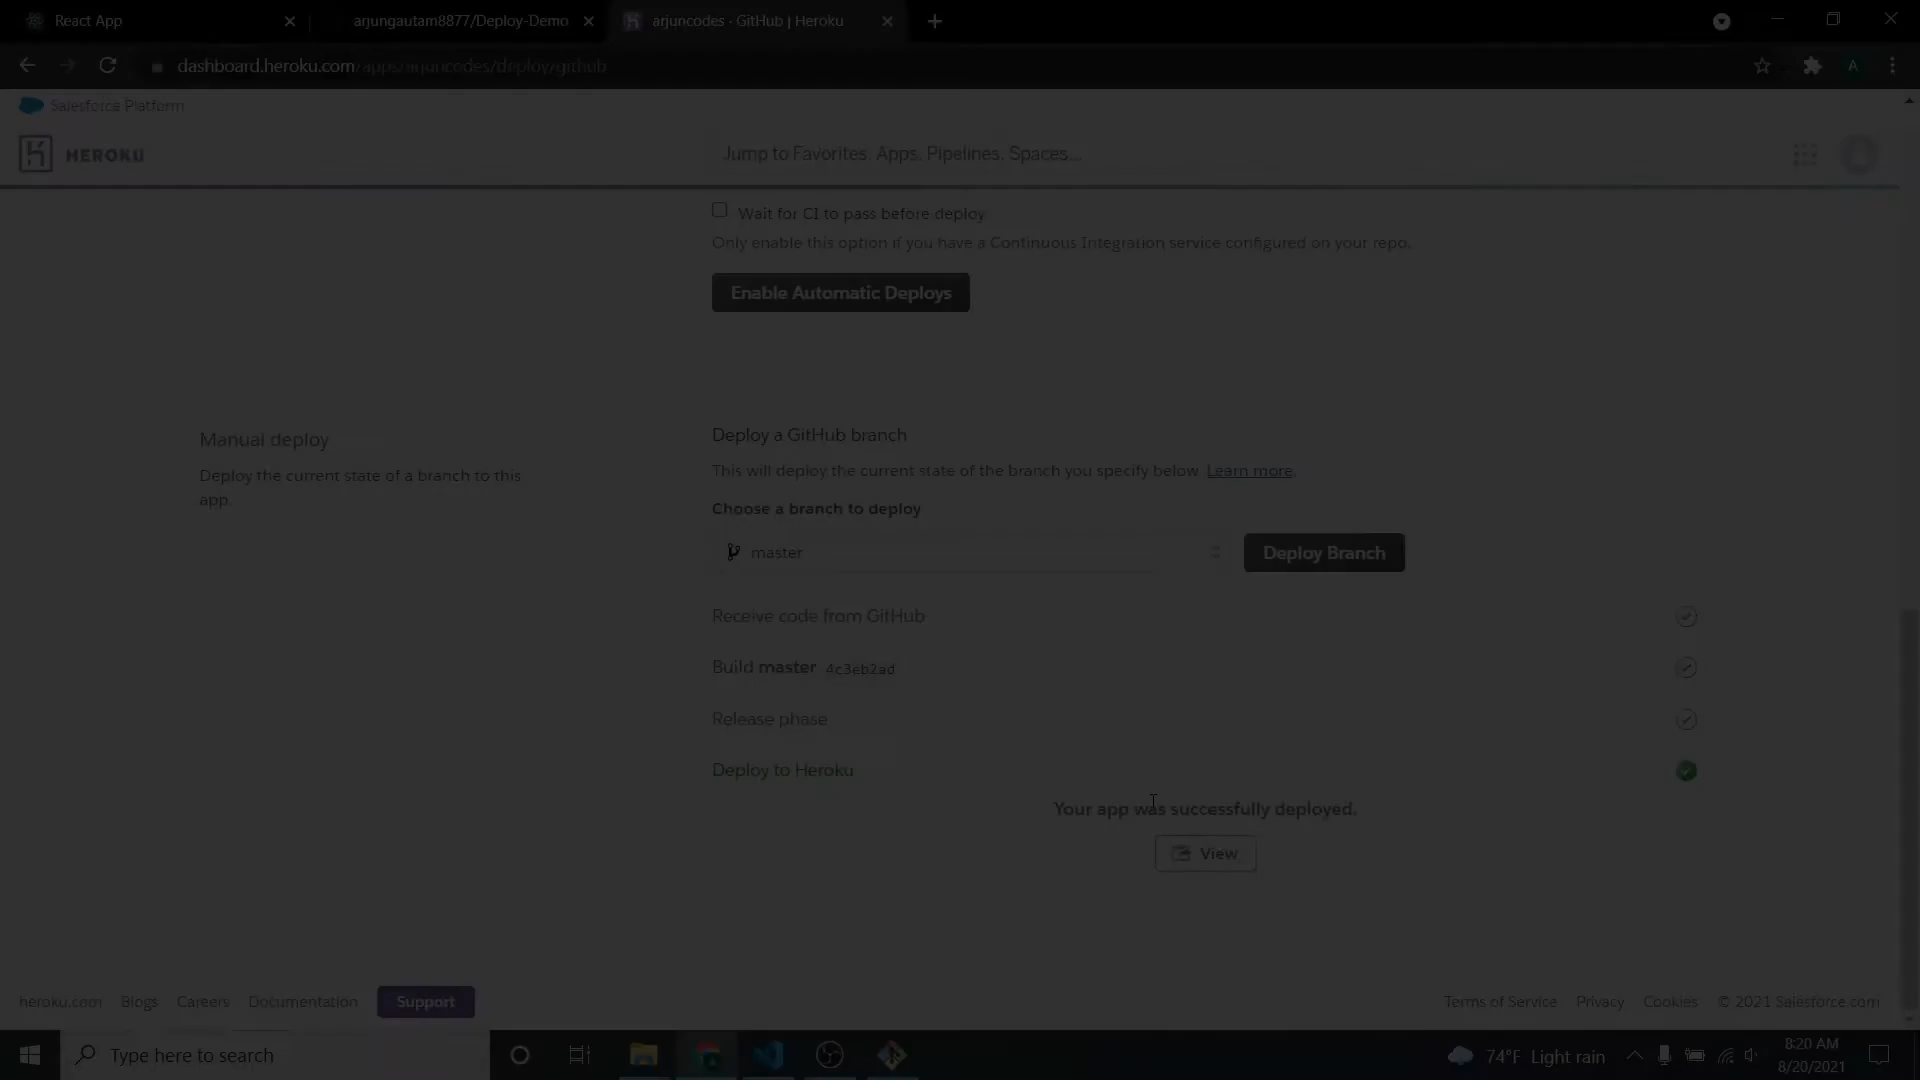 React App
arjungautam8877/Deploy-Demo
arjuncodes · GitHub | Heroku
dashboard.heroku.com/apps/arjuncodes/deploy/github
A
Salesforce Platform
HEROKU
Jump to Favorites, Apps, Pipelines, Spaces...
Wait for CI to pass before deploy
Only enable this option if you have a Continuous Integration service configured on your repo.
Enable Automatic Deploys
Manual deploy
Deploy the current state of a branch to this
app.
Deploy a GitHub branch
This will deploy the current state of the branch you specify below. Learn more.
Choose a branch to deploy
master
Deploy Branch
Receive code from GitHub
Build master 4c3eb2ad
Release phase
Deploy to Heroku
Your app was successfully deployed.
View
heroku.com Blogs Careers Documentation Support
Terms of Service Privacy Cookies © 2021 Salesforce.com
Type here to search
74°F Light rain
8:20 AM
8/20/2021